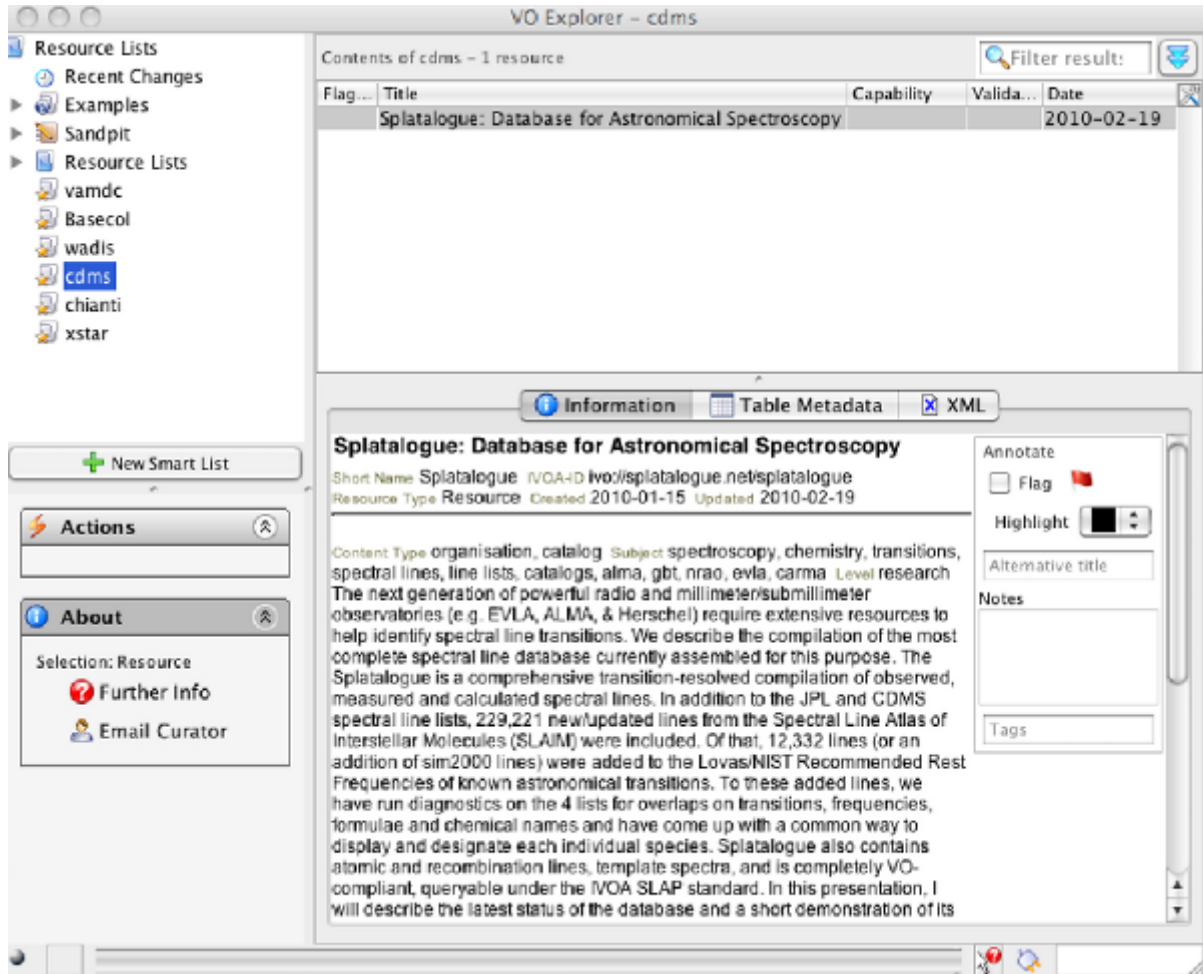 VO Explorer – cdms
Resource Lists
Recent Changes
Examples
Sandpit
Resource Lists
vamdc
Basecol
wadis
cdms
chianti
xstar
New Smart List
Actions
About
Selection: Resource
Further Info
Email Curator
Contents of cdms – 1 resource
Filter result:
Flag... Title Capability Valida... Date
Splatalogue: Database for Astronomical Spectroscopy 2010-02-19
Information Table Metadata XML
Splatalogue: Database for Astronomical Spectroscopy
Short Name Splatalogue IVOA-ID ivo://splatalogue.net/splatalogue
Resource Type Resource Created 2010-01-15 Updated 2010-02-19
Content Type organisation, catalog Subject spectroscopy, chemistry, transitions,
spectral lines, line lists, catalogs, alma, gbt, nrao, evla, carma Level research
The next generation of powerful radio and millimeter/submillimeter
observatories (e.g. EVLA, ALMA, & Herschel) require extensive resources to
help identify spectral line transitions. We describe the compilation of the most
complete spectral line database currently assembled for this purpose. The
Splatalogue is a comprehensive transition-resolved compilation of observed,
measured and calculated spectral lines. In addition to the JPL and CDMS
spectral line lists, 229,221 new/updated lines from the Spectral Line Atlas of
Interstellar Molecules (SLAIM) were included. Of that, 12,332 lines (or an
addition of sim2000 lines) were added to the Lovas/NIST Recommended Rest
Frequencies of known astronomical transitions. To these added lines, we
have run diagnostics on the 4 lists for overlaps on transitions, frequencies,
formulae and chemical names and have come up with a common way to
display and designate each individual species. Splatalogue also contains
atomic and recombination lines, template spectra, and is completely VO-
compliant, queryable under the IVOA SLAP standard. In this presentation, I
will describe the latest status of the database and a short demonstration of its
Annotate
Flag
Highlight
Alternative title
Notes
Tags